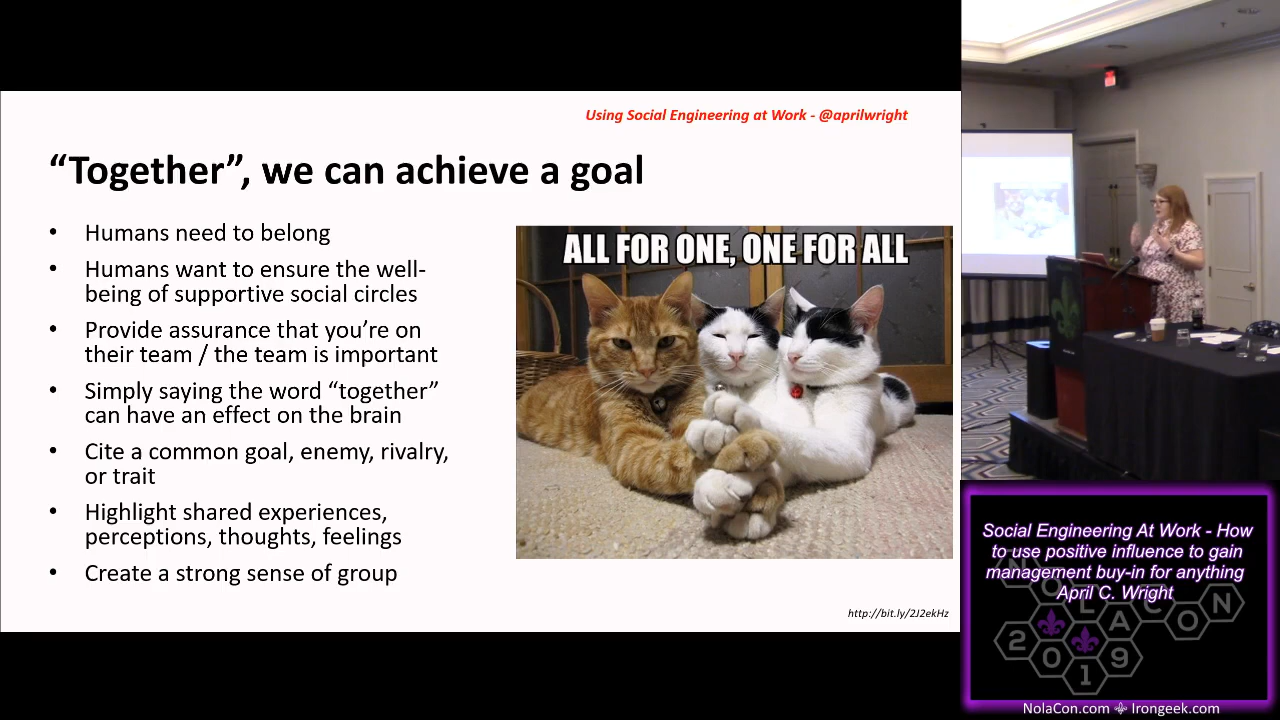 Using Social Engineering at Work - @aprilwright
“Together”, we can achieve a goal
• Humans need to belong
• Humans want to ensure the well-
being of supportive social circles
• Provide assurance that you’re on
their team / the team is important
• Simply saying the word “together”
can have an effect on the brain
• Cite a common goal, enemy, rivalry,
or trait
• Highlight shared experiences,
perceptions, thoughts, feelings
• Create a strong sense of group
ALL FOR ONE, ONE FOR ALL
http://bit.ly/2J2ekHz
Social Engineering At Work - How
to use positive influence to gain
management buy-in for anything
April C. Wright
NOLACON
2019
NolaCon.com ⚜ Irongeek.com